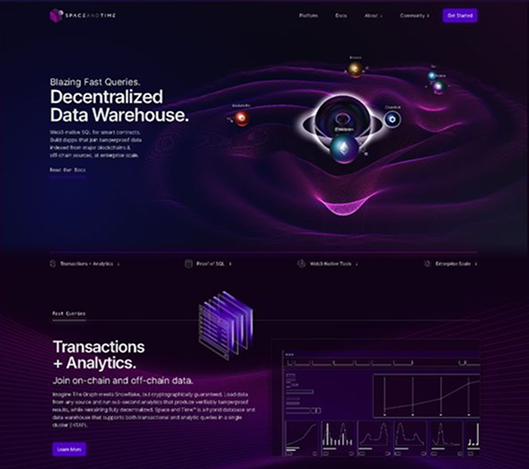 SPACEANDTIME
Platform Docs About Community Get Started
Blazing Fast Queries.
Decentralized
Data Warehouse.
Web3-native SQL for smart contracts.
Build dapps that join tamperproof data
indexed from major blockchains &
off-chain sources, at enterprise scale.
Read Our Docs
Ethereum
Transactions + Analytics Proof of SQL Web3-Native Tools Enterprise Scale
Fast Queries
Transactions
+ Analytics.
Join on-chain and off-chain data.
Imagine The Graph meets Snowflake, but cryptographically guaranteed. Load data
from any source and run sub-second analytics that produce verifiably tamperproof
results, while remaining fully decentralized. Space and Time™ is a hybrid database and
data warehouse that supports both transactional and analytic queries in a single
cluster (HTAP).
Learn More